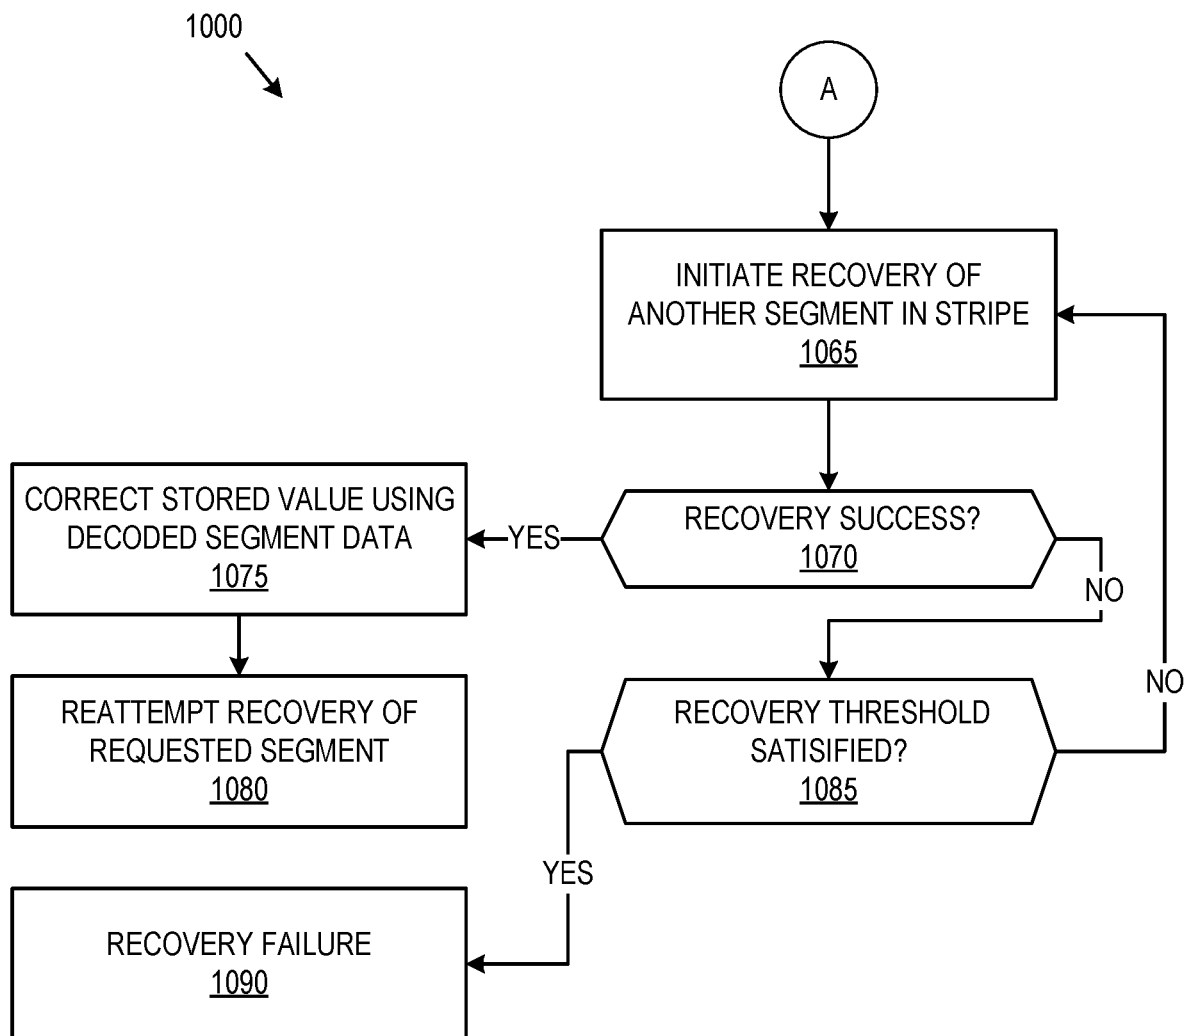 1000
A
INITIATE RECOVERY OF
ANOTHER SEGMENT IN STRIPE
1065
RECOVERY SUCCESS?
1070
YES
NO
CORRECT STORED VALUE USING
DECODED SEGMENT DATA
1075
REATTEMPT RECOVERY OF
REQUESTED SEGMENT
1080
RECOVERY THRESHOLD
SATISIFIED?
1085
NO
YES
RECOVERY FAILURE
1090